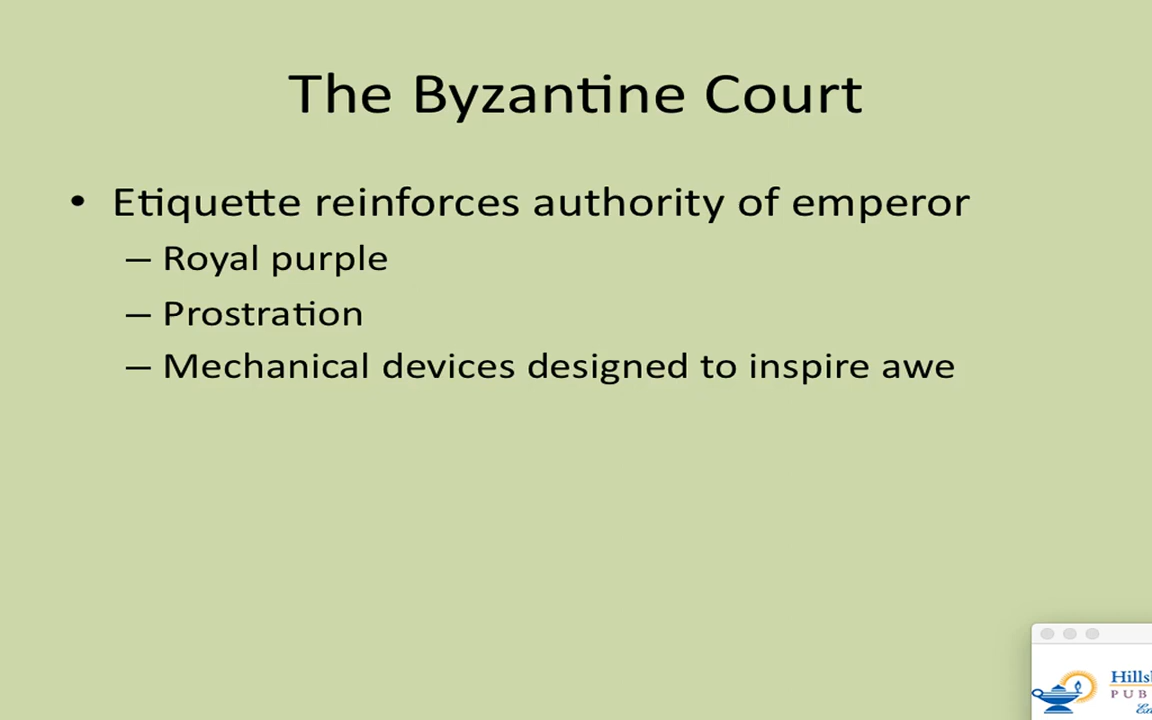 The Byzantine Court
• Etiquette reinforces authority of emperor
– Royal purple
– Prostration
– Mechanical devices designed to inspire awe